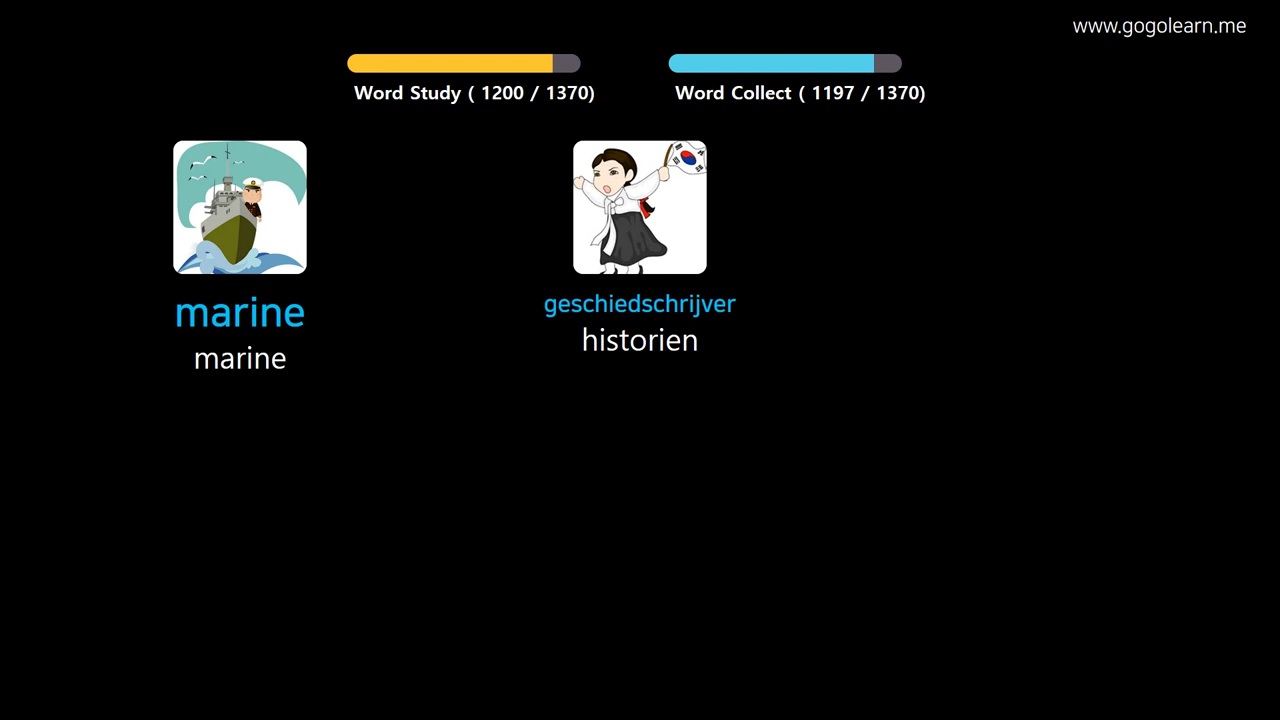 www.gogolearn.me
Word Study ( 1200 / 1370)
Word Collect ( 1197 / 1370)
marine
marine
geschiedschrijver
historien